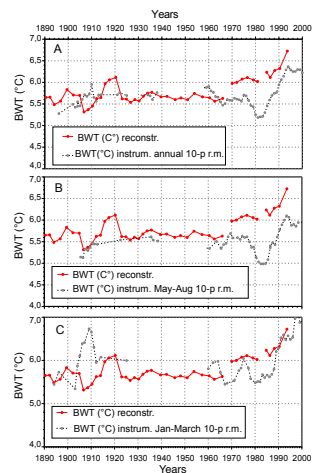 Years
1890 1900 1910 1920 1930 1940 1950 1960 1970 1980 1990 2000
7,0
A
6,5
6,0
BWT (°C)
5,5
5,0
4,5
BWT (C°) reconstr.
BWT(°C) instrum. annual 10-p r.m.
4,0
7,0
B
6,5
6,0
BWT (°C)
5,5
5,0
4,5
BWT (C°) reconstr.
BWT(°C) instrum. May-Aug 10-p r.m.
4,0
7,0
C
6,0
BWT (°C)
5,0
BWT (°C) reconstr.
BWT (°C) instrum. Jan-March 10-p r.m.
4,0
1890 1900 1910 1920 1930 1940 1950 1960 1970 1980 1990 2000
Years